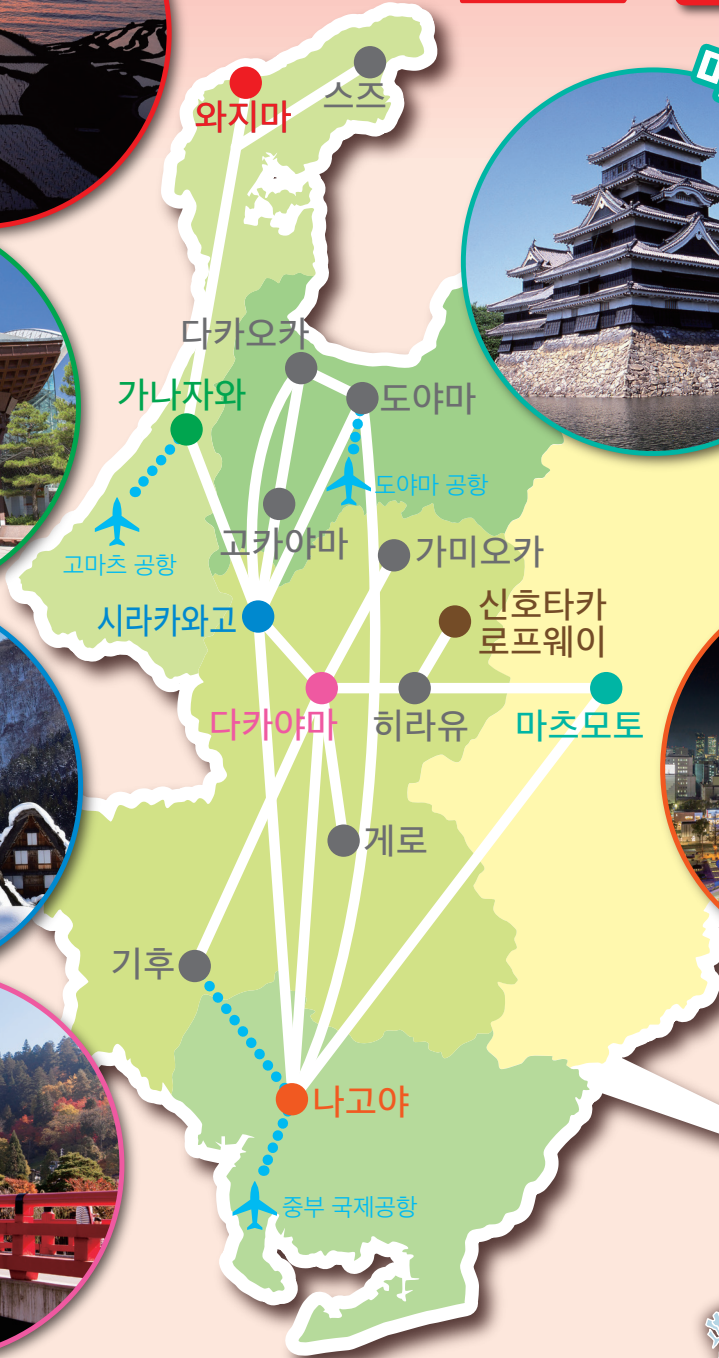 와지마
스즈
다카오카
가나자와
도야마
도야마 공항
고카야마
가미오카
고마츠 공항
시라카와고
신호타카
로프웨이
다카야마
히라유
마츠모토
게로
기후
나고야
중부 국제공항